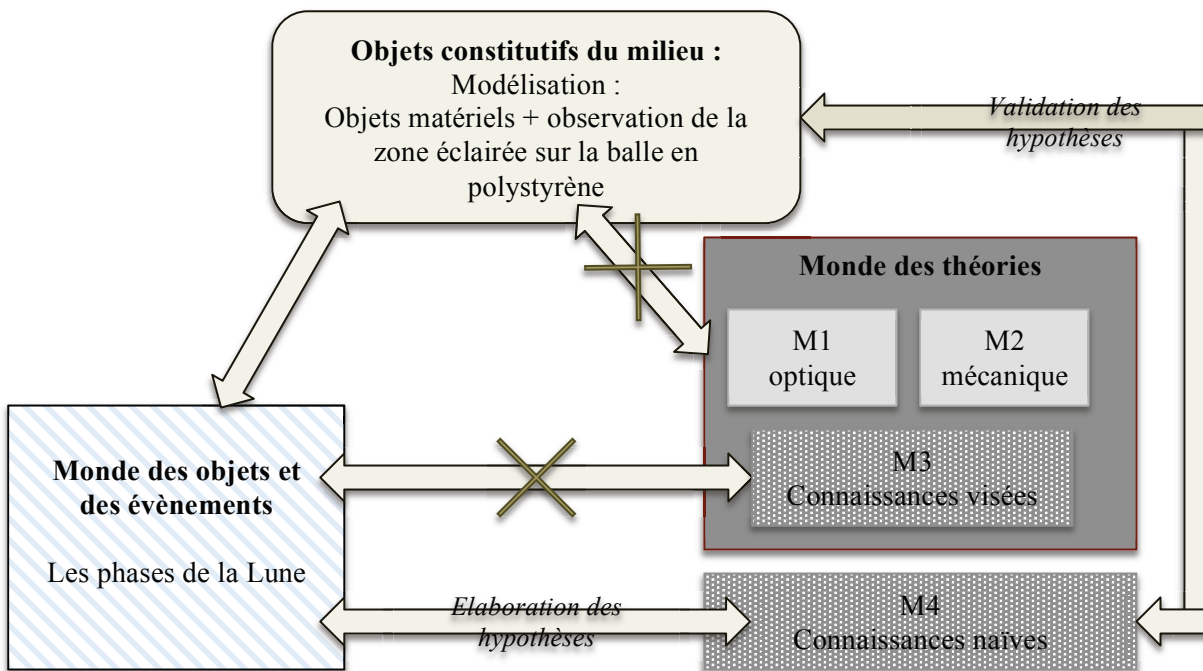 Objets constitutifs du milieu :
Modélisation :
Objets matériels + observation de la
zone éclairée sur la balle en
polystyrène
Validation des
hypothèses
Monde des théories
M1
optique
M2
mécanique
M3
Connaissances visées
Monde des objets et
des évènements
Les phases de la Lune
Elaboration des
hypothèses
M4
Connaissances naïves